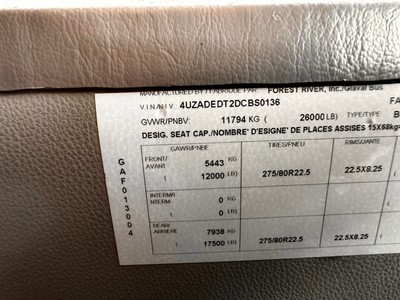 MANUFACTURED BY / FABRIQUE PAR FOREST RIVER, Inc./Glaval Bus
V.I.N./N.I.V.: 4UZADEDT2DCBS0136 FA
GVWR/PNBV: 11794 KG ( 26000 LB) TYPE/TYPE B
DESIG. SEAT CAP./NOMBRE' D'ESIGNE' DE PLACES ASSISES 15X68kg=
GAWR/PNBE TIRES/PNEU RIMS/JANTE
FRONT/
AVANT 5443 KG
( 12000 LB) 275/80R22.5 22.5X8.25 (
INTERM/A
INTERM 0 KG
( 0 LB) (
REAR/
ARRIÈRE 7938 KG
( 17500 LB) 275/80R22.5 22.5X8.25 (
GAF013004